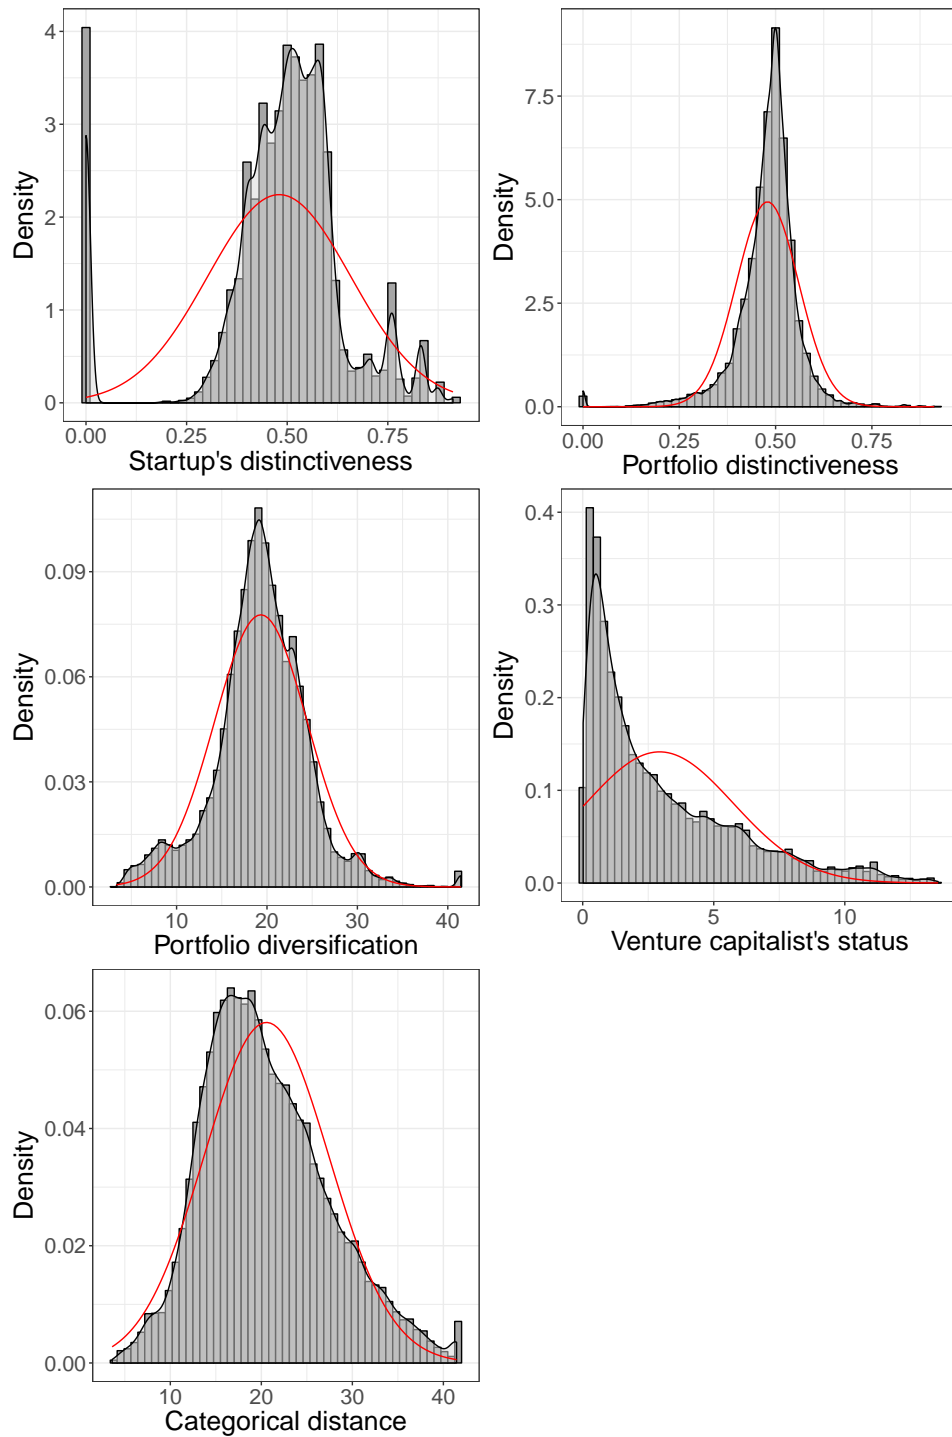 4
3
2
1
0
Density
0.00 0.25 0.50 0.75
Startup's distinctiveness
7.5
5.0
2.5
0.0
Density
0.00 0.25 0.50 0.75
Portfolio distinctiveness
0.09
0.06
0.03
0.00
Density
10 20 30 40
Portfolio diversification
0.4
0.3
0.2
0.1
0.0
Density
0 5 10
Venture capitalist's status
0.06
0.04
0.02
0.00
Density
10 20 30 40
Categorical distance